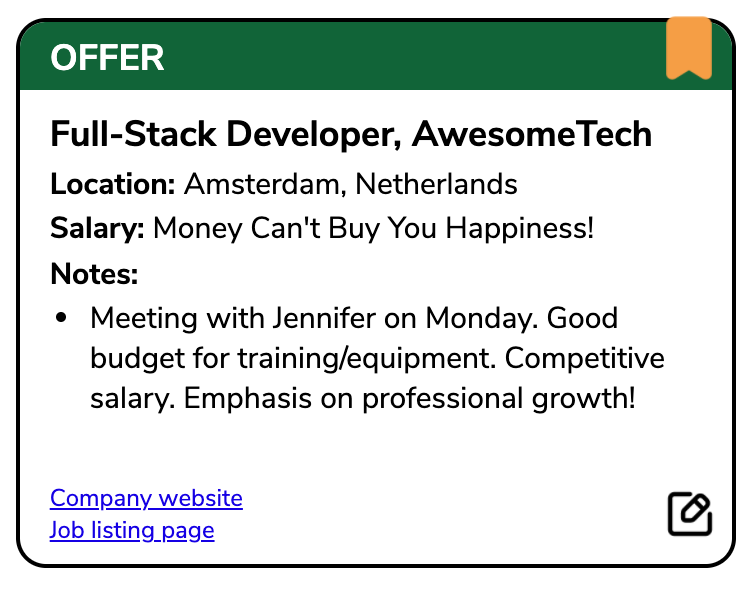 OFFER
Full-Stack Developer, AwesomeTech
Location: Amsterdam, Netherlands
Salary: Money Can't Buy You Happiness!
Notes:
• Meeting with Jennifer on Monday. Good
budget for training/equipment. Competitive
salary. Emphasis on professional growth!
Company website
Job listing page